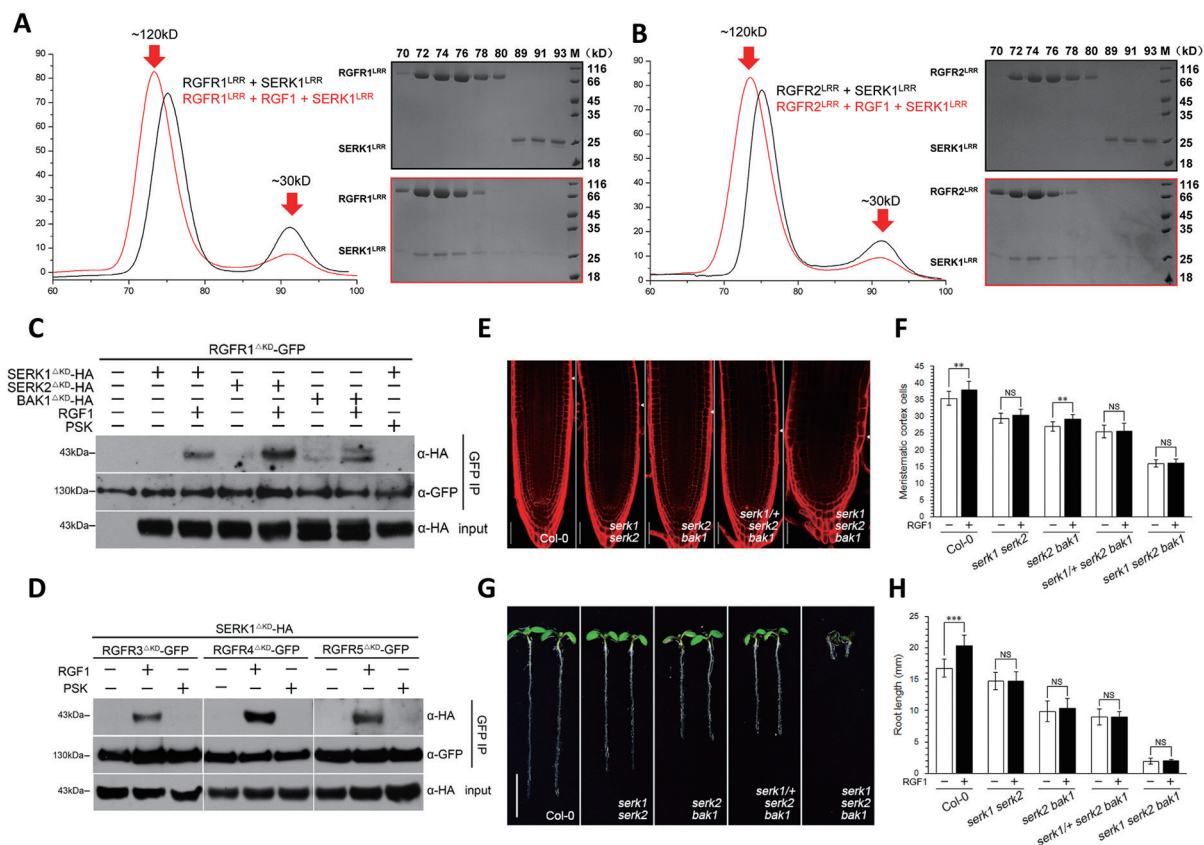 A
~120kD
RGFR1LRR + SERK1LRR
RGFR1LRR + RGF1 + SERK1LRR
~30kD
90
80
70
60
50
40
30
20
10
0
60 70 80 90 100
70 72 74 76 78 80 89 91 93 M (kD)
RGFR1LRR
SERK1LRR
116
66
45
35
25
18
RGFR1LRR
SERK1LRR
116
66
45
35
25
18
B
~120kD
RGFR2LRR + SERK1LRR
RGFR2LRR + RGF1 + SERK1LRR
~30kD
90
80
70
60
50
40
30
20
10
0
60 70 80 90 100
70 72 74 76 78 80 89 91 93 M (kD)
RGFR2LRR
SERK1LRR
116
66
45
35
25
18
RGFR2LRR
SERK1LRR
116
66
45
35
25
18
C
RGFR1△KD-GFP
SERK1△KD-HA − + + − − − − +
SERK2△KD-HA − − − + + − − −
BAK1△KD-HA − − − − − + + −
RGF1 − − + − + − + −
PSK − − − − − − − +
43kDa α-HA
130kDa α-GFP
GFP IP
43kDa α-HA input
D
SERK1△KD-HA
RGFR3△KD-GFP RGFR4△KD-GFP RGFR5△KD-GFP
RGF1 − + − − + − − + −
PSK − − + − − + − − +
43kDa α-HA
130kDa α-GFP
GFP IP
43kDa α-HA input
E
Col-0
serk1
serk2
serk2
bak1
serk1/+
serk2
bak1
serk1
serk2
bak1
F
Meristematic cortex cells
45
40
35
30
25
20
15
10
5
0
** NS ** NS NS
RGF1 − + − + − + − + − +
Col-0
serk1 serk2
serk2 bak1
serk1/+ serk2 bak1
serk1 serk2 bak1
G
Col-0
serk1
serk2
serk2
bak1
serk1/+
serk2
bak1
serk1
serk2
bak1
H
Root length (mm)
25
20
15
10
5
0
*** NS NS NS NS
RGF1 − + − + − + − + − +
Col-0
serk1 serk2
serk2 bak1
serk1/+ serk2 bak1
serk1 serk2 bak1